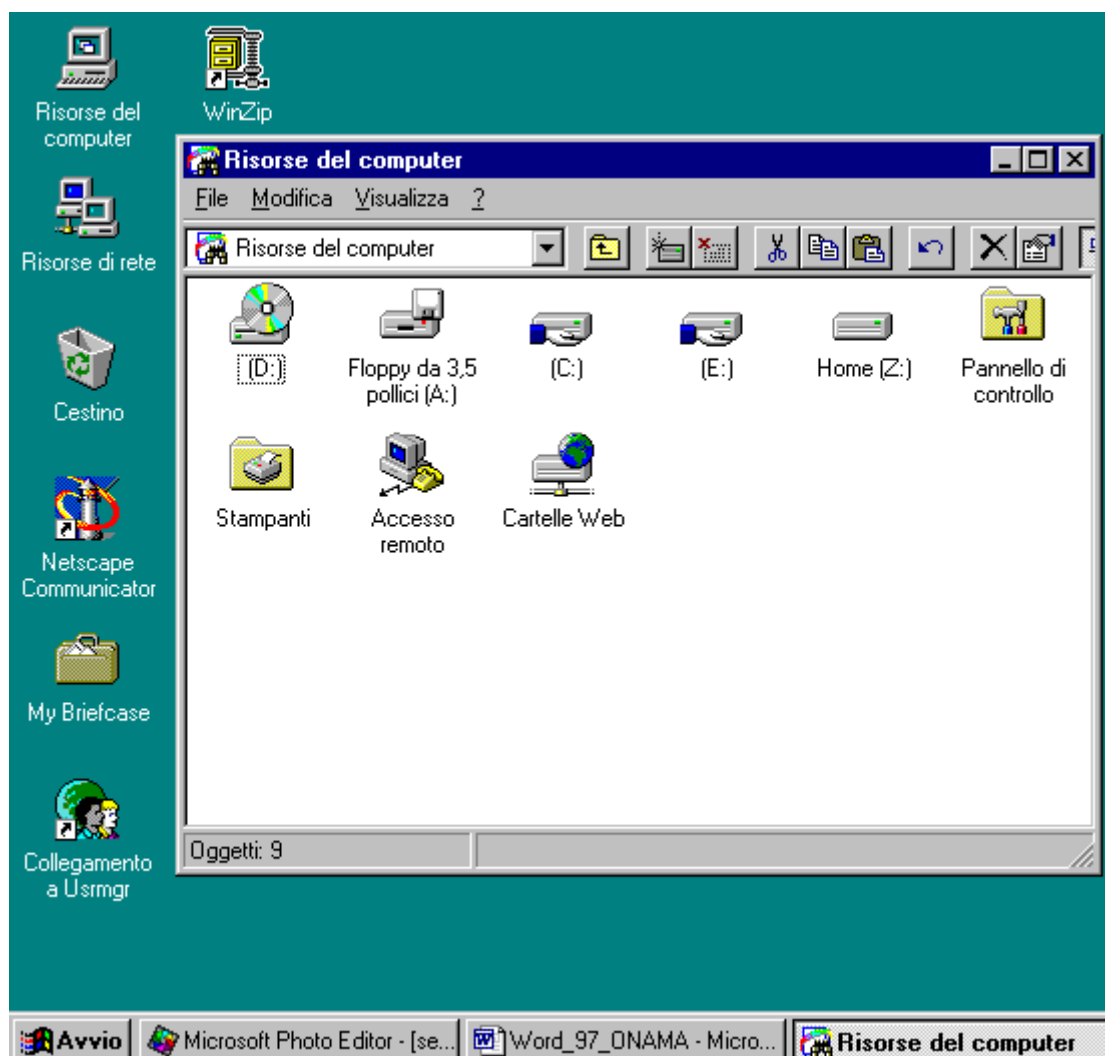 Risorse del
computer
WinZip
Risorse di rete
Cestino
Netscape
Communicator
My Briefcase
Collegamento
a Usrmgr
Risorse del computer
File Modifica Visualizza ?
Risorse del computer
(D:)
Floppy da 3,5
pollici (A:)
(C:)
(E:)
Home (Z:)
Pannello di
controllo
Stampanti
Accesso
remoto
Cartelle Web
Oggetti: 9
Avvio
Microsoft Photo Editor - [se...
Word_97_ONAMA - Micro...
Risorse del computer